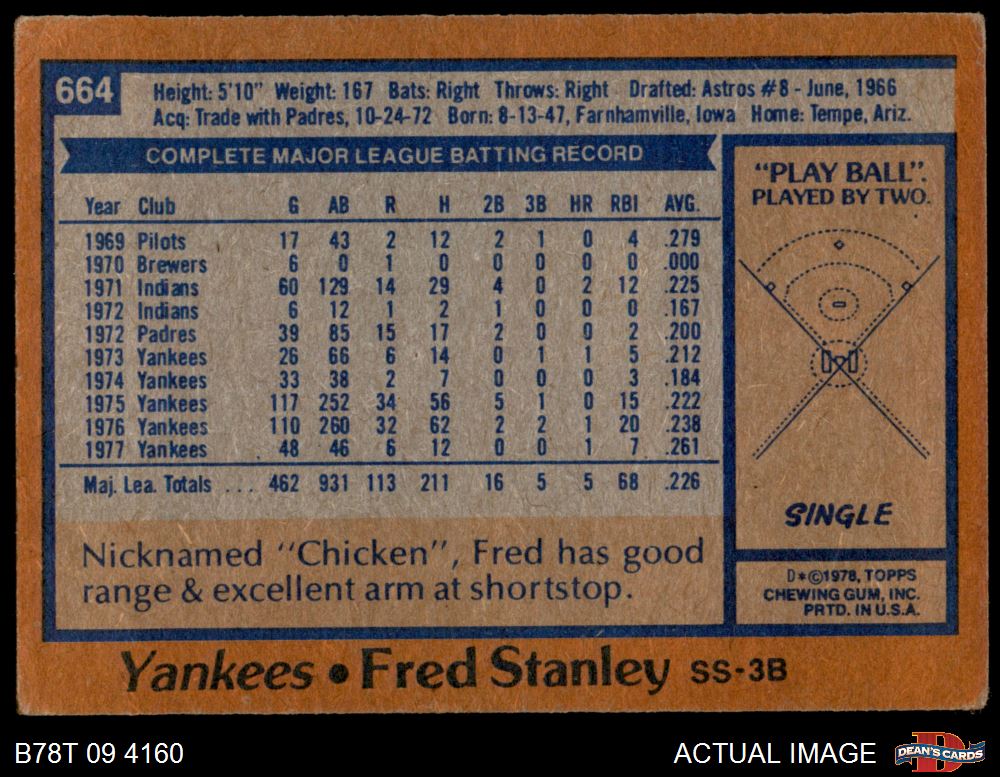 664
Height: 5'10" Weight: 167 Bats: Right Throws: Right Drafted: Astros #8 - June, 1966
Acq: Trade with Padres, 10-24-72 Born: 8-13-47, Farnhamville, Iowa Home: Tempe, Ariz.
COMPLETE MAJOR LEAGUE BATTING RECORD
Year Club G AB R H 2B 3B HR RBI AVG.
1969 Pilots 17 43 2 12 2 1 0 4 .279
1970 Brewers 6 0 1 0 0 0 0 0 .000
1971 Indians 60 129 14 29 4 0 2 12 .225
1972 Indians 6 12 1 2 1 0 0 0 .167
1972 Padres 39 85 15 17 2 0 0 2 .200
1973 Yankees 26 66 6 14 0 1 1 5 .212
1974 Yankees 33 38 2 7 0 0 0 3 .184
1975 Yankees 117 252 34 56 5 1 0 15 .222
1976 Yankees 110 260 32 62 2 2 1 20 .238
1977 Yankees 48 46 6 12 0 0 1 7 .261
Maj. Lea. Totals ... 462 931 113 211 16 5 5 68 .226
Nicknamed "Chicken", Fred has good
range & excellent arm at shortstop.
"PLAY BALL".
PLAYED BY TWO.
SINGLE
D*©1978, TOPPS
CHEWING GUM, INC.
PRTD. IN U.S.A.
Yankees • Fred Stanley SS-3B
B78T 09 4160
ACTUAL IMAGE
D
DEAN'S CARDS